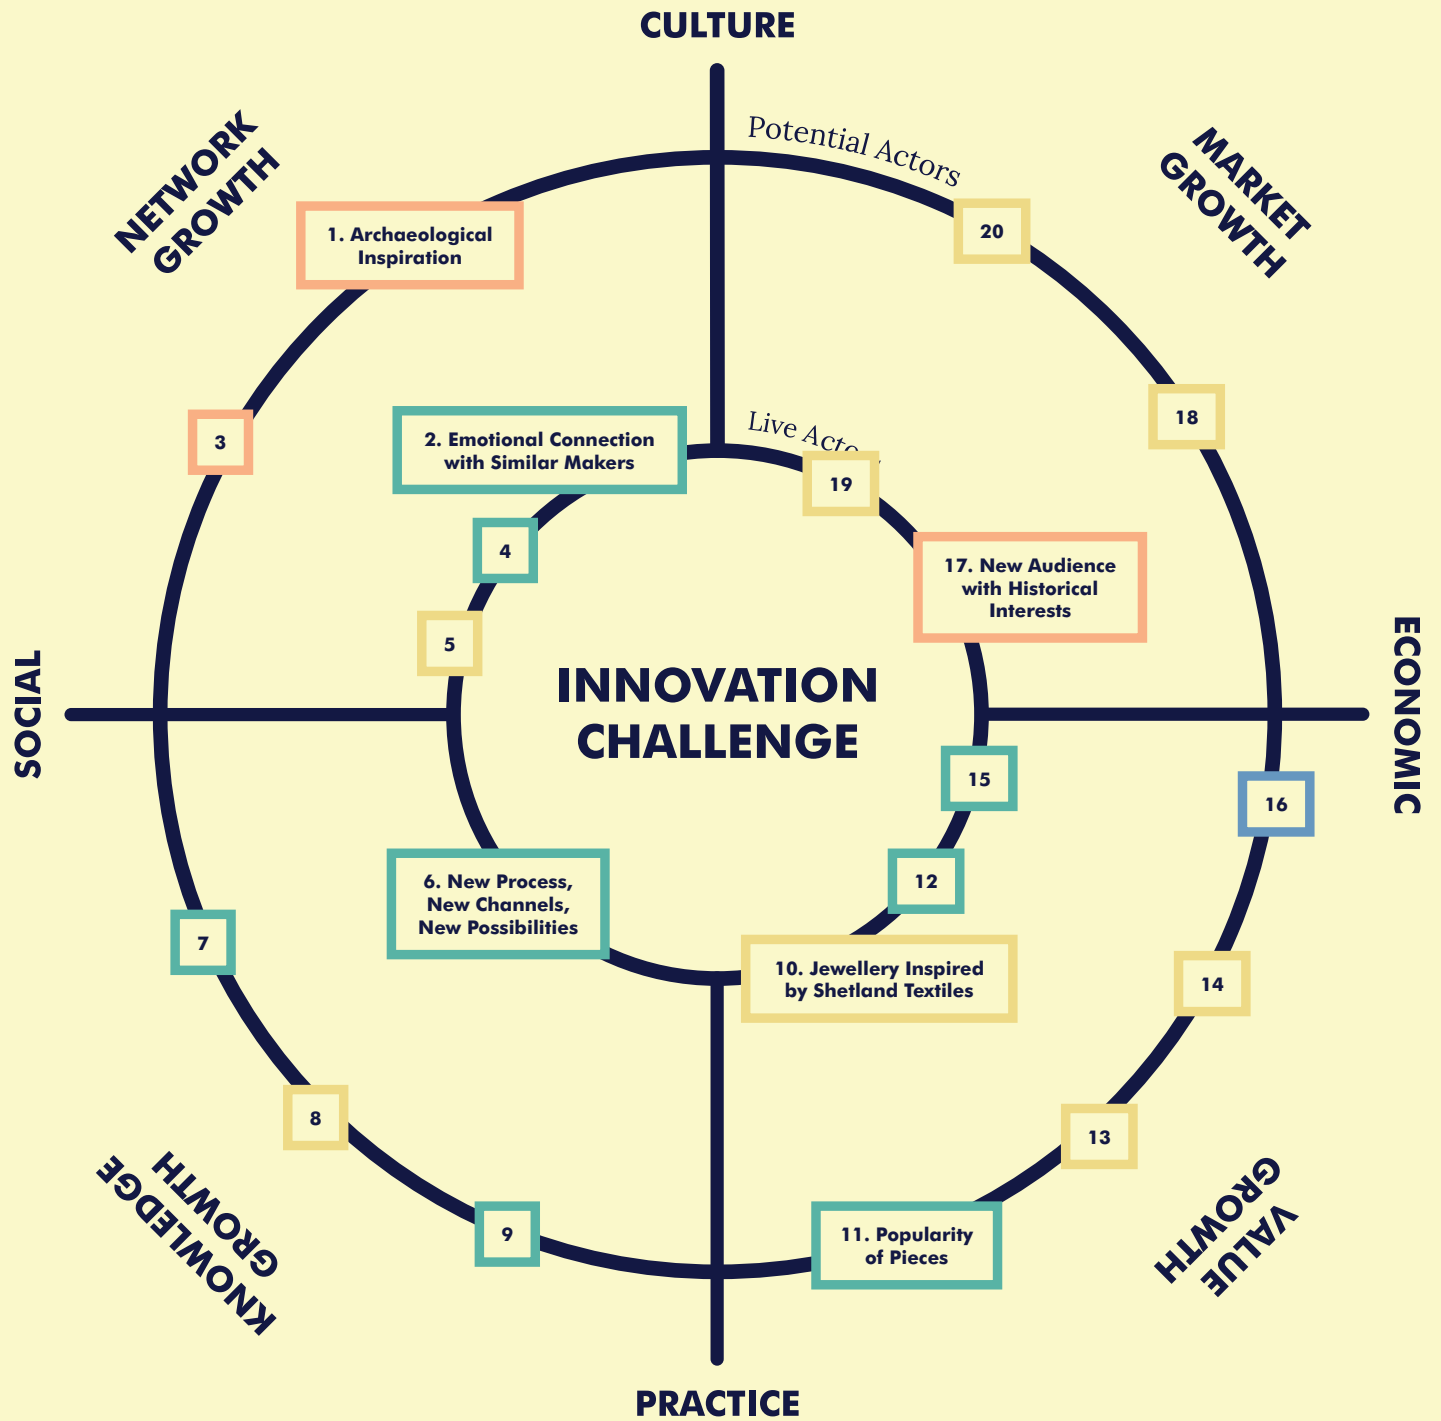 CULTURE
NETWORK
GROWTH
Potential Actors
MARKET
GROWTH
1. Archaeological
Inspiration
20
3
18
2. Emotional Connection
with Similar Makers
Live
19
4
17. New Audience
with Historical
Interests
5
SOCIAL
INNOVATION
CHALLENGE
ECONOMIC
15
16
6. New Process,
New Channels,
New Possibilities
12
7
10. Jewellery Inspired
by Shetland Textiles
14
8
13
9
11. Popularity
of Pieces
KNOWLEDGE
GROWTH
VALUE
GROWTH
PRACTICE